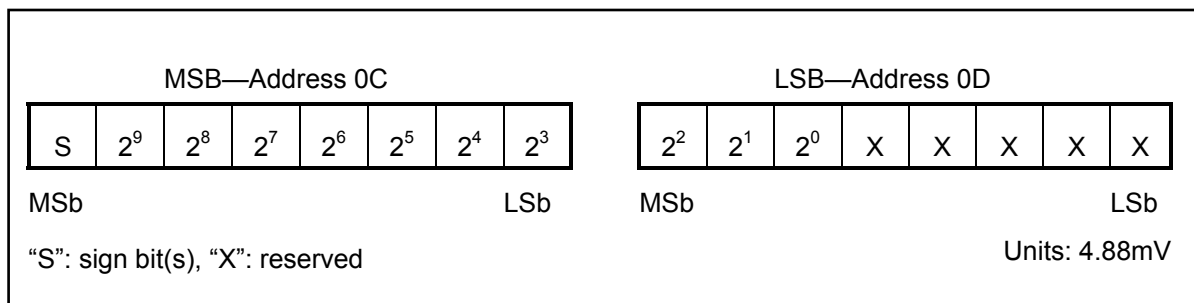 MSB—Address 0C
LSB—Address 0D
S 2⁹ 2⁸ 2⁷ 2⁶ 2⁵ 2⁴ 2³
2² 2¹ 2⁰ X X X X X
MSb LSb
MSb LSb
“S”: sign bit(s), “X”: reserved
Units: 4.88mV